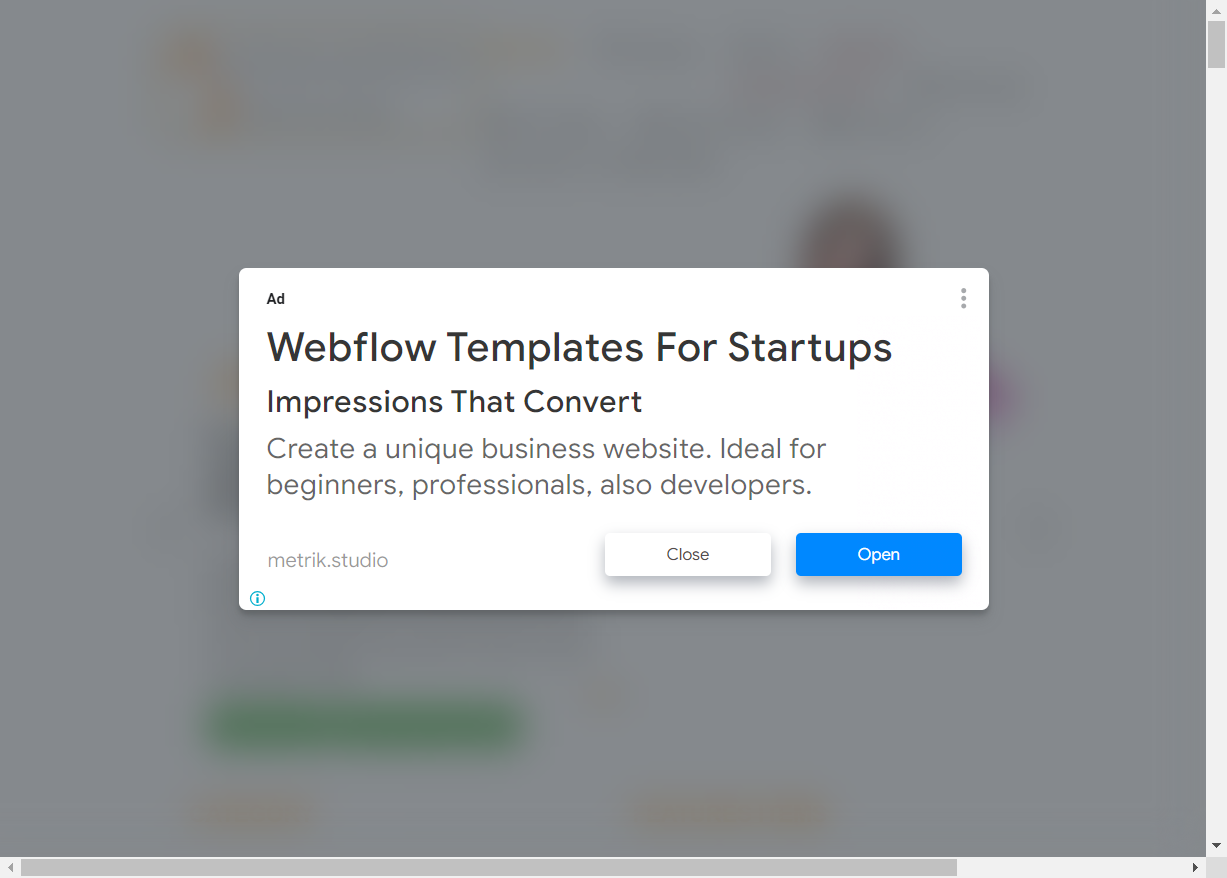 Ad
Webflow Templates For Startups
Impressions That Convert
Create a unique business website. Ideal for
beginners, professionals, also developers.
metrik.studio
Close
Open